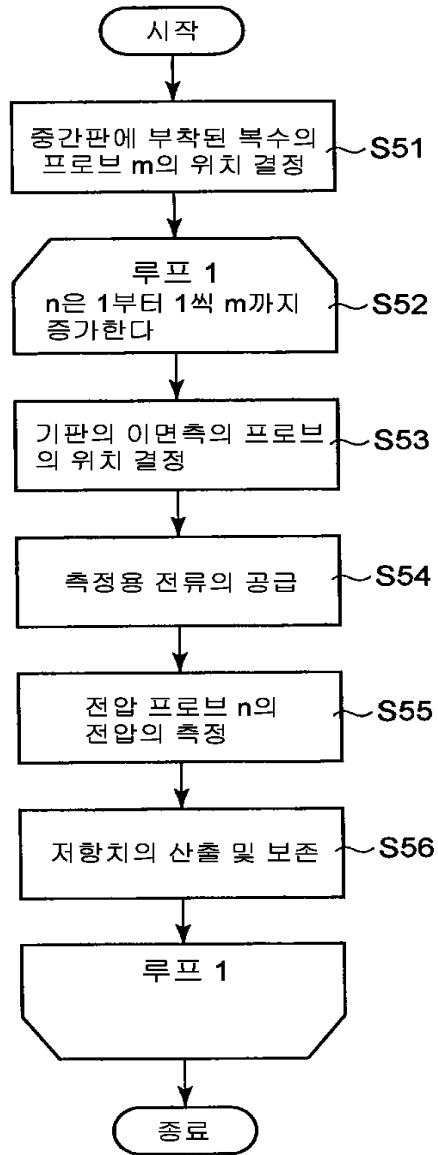 시작
중간판에 부착된 복수의
프로브 m의 위치 결정
S51
루프 1
n은 1부터 1씩 m까지
증가한다
S52
기판의 이면측의 프로브
의 위치 결정
S53
측정용 전류의 공급
S54
전압 프로브 n의
전압의 측정
S55
저항치의 산출 및 보존
S56
루프 1
종료